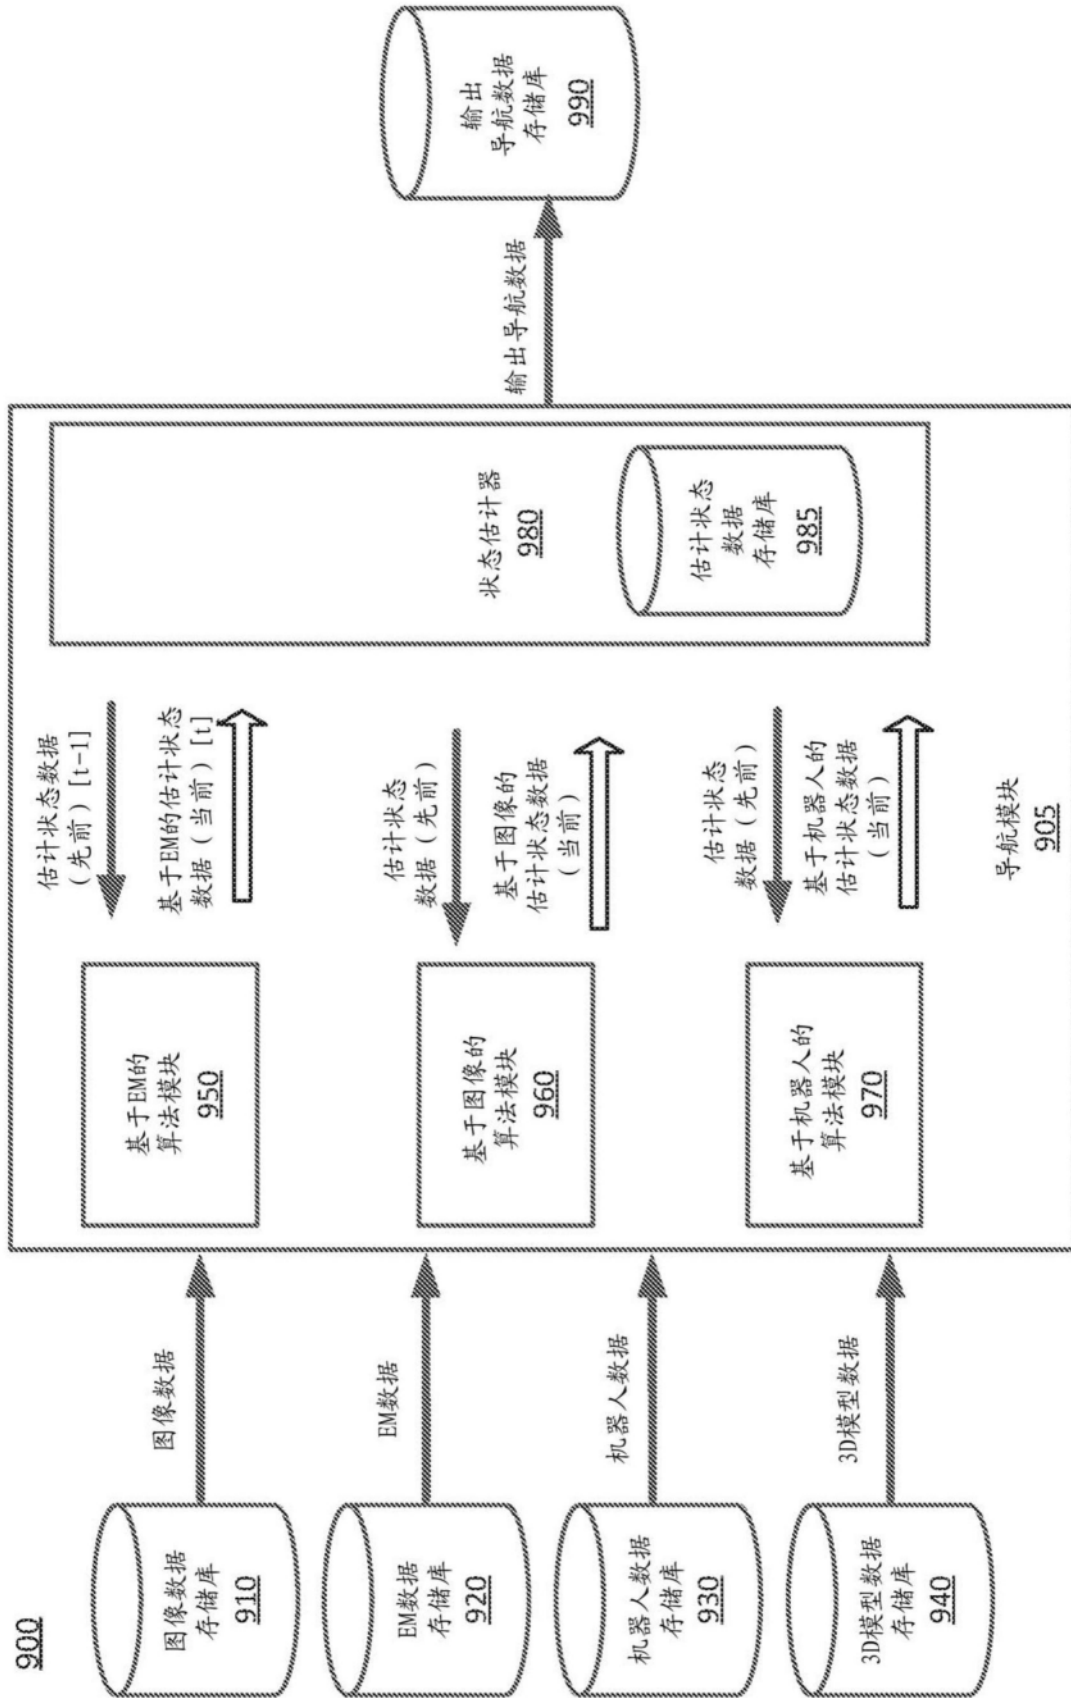 900
图像数据
存储库
910
EM数据
存储库
920
机器人数据
存储库
930
3D模型数据
存储库
940
图像数据
EM数据
机器人数据
3D模型数据
基于EM的
算法模块
950
基于图像的
算法模块
960
基于机器人的
算法模块
970
估计状态数据
（先前）[t-1]
基于EM的估计状态
数据（当前）[t]
估计状态
数据（先前）
基于图像的
估计状态数据
（当前）
估计状态
数据（先前）
基于机器人的
估计状态数据
（当前）
导航模块
905
状态估计器
980
估计状态
数据
存储库
985
输出导航数据
输出
导航数据
存储库
990